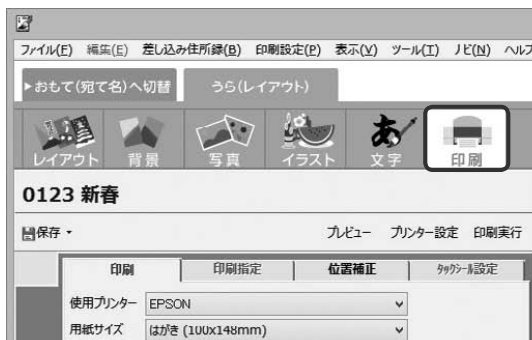 ファイル(F) 編集(E) 差し込み住所録(B) 印刷設定(P) 表示(V) ツール(T) ナビ(N) ヘルプ
▶おもて(宛て名)へ切替 うら(レイアウト)
レイアウト 背景 写真 イラスト 文字 印刷
0123 新春
保存 プレビュー プリンター設定 印刷実行
印刷 印刷指定 位置補正 タックシール設定
使用プリンター EPSON
用紙サイズ はがき (100x148mm)